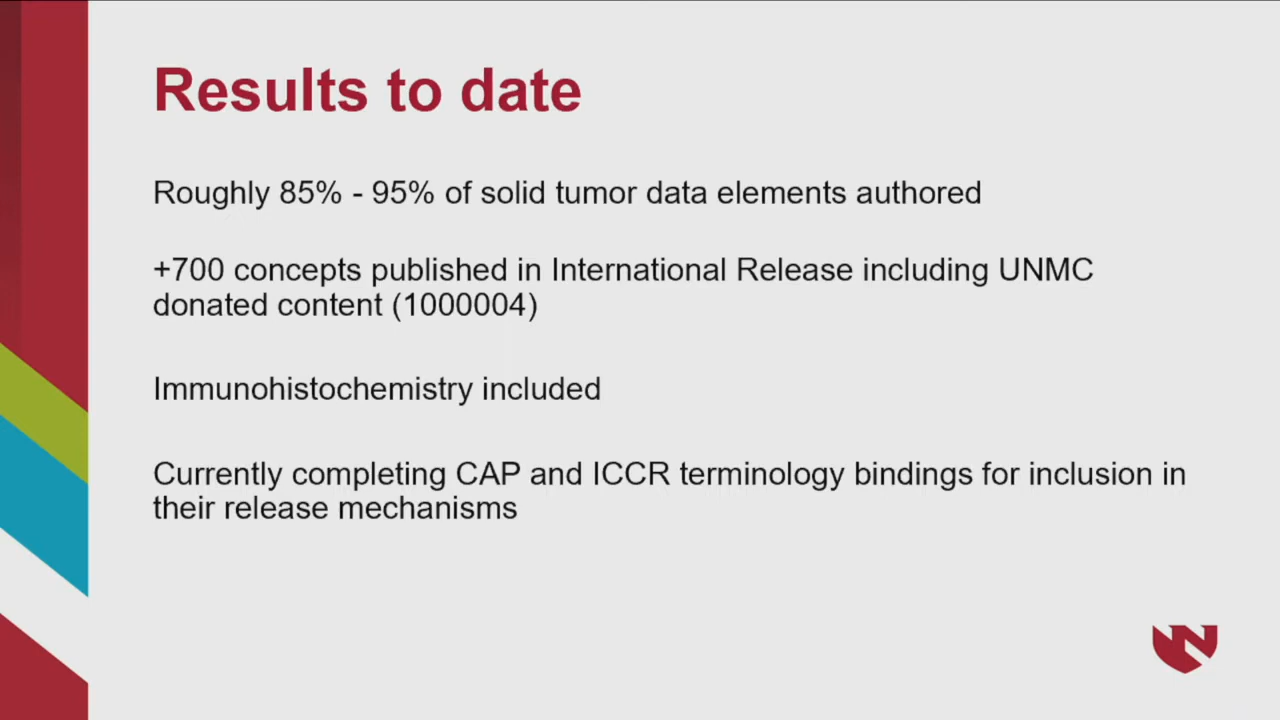 Results to date
Roughly 85% - 95% of solid tumor data elements authored
+700 concepts published in International Release including UNMC
donated content (1000004)
Immunohistochemistry included
Currently completing CAP and ICCR terminology bindings for inclusion in
their release mechanisms